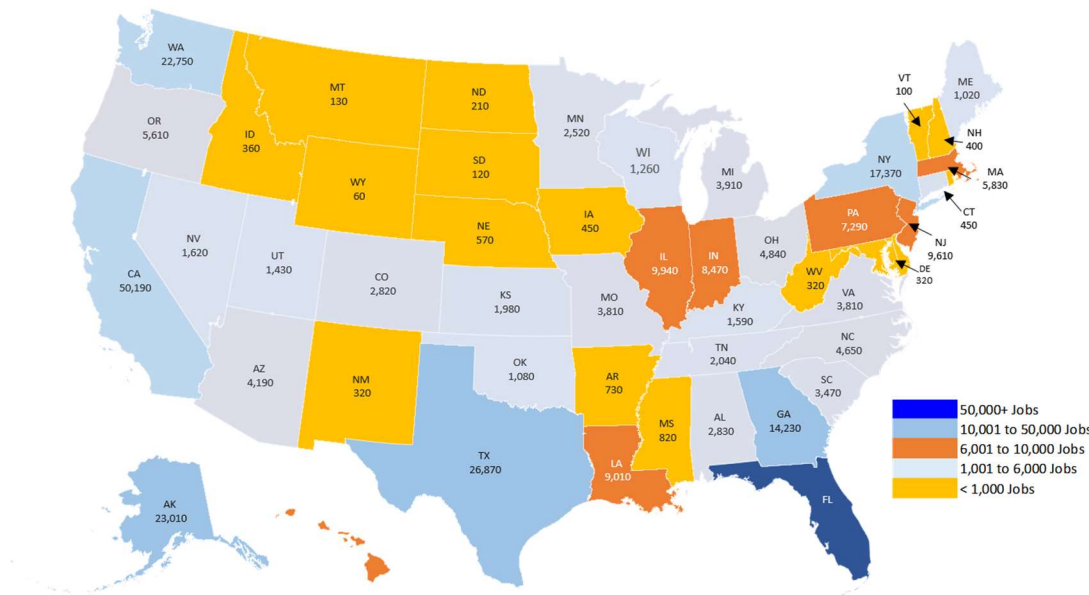 WA
22,750
OR
5,610
CA
50,190
NV
1,620
ID
360
MT
130
WY
60
UT
1,430
AZ
4,190
CO
2,820
NM
320
ND
210
SD
120
NE
570
KS
1,980
OK
1,080
TX
26,870
MN
2,520
IA
450
MO
3,810
AR
730
LA
9,010
WI
1,260
IL
9,940
MI
3,910
IN
8,470
OH
4,840
KY
1,590
TN
2,040
MS
820
AL
2,830
GA
14,230
FL
SC
3,470
NC
4,650
VA
3,810
WV
320
PA
7,290
NY
17,370
VT
100
ME
1,020
NH
400
MA
5,830
CT
450
NJ
9,610
DE
320
AK
23,010
50,000+ Jobs
10,001 to 50,000 Jobs
6,001 to 10,000 Jobs
1,001 to 6,000 Jobs
< 1,000 Jobs